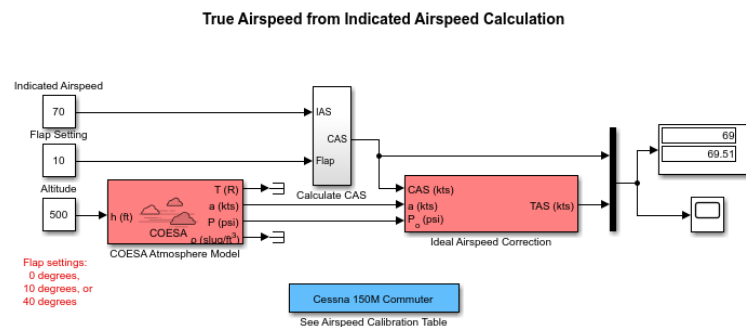 True Airspeed from Indicated Airspeed Calculation
Indicated Airspeed
70
IAS
CAS
Flap
Calculate CAS
Flap Setting
10
69
69.51
Altitude
500
h (ft)
COESA
T (R)
a (kts)
P (psi)
ρ (slug/ft³)
COESA Atmosphere Model
CAS (kts)
a (kts)
P₀ (psi)
TAS (kts)
Ideal Airspeed Correction
Flap settings:
0 degrees,
10 degrees, or
40 degrees
Cessna 150M Commuter
See Airspeed Calibration Table